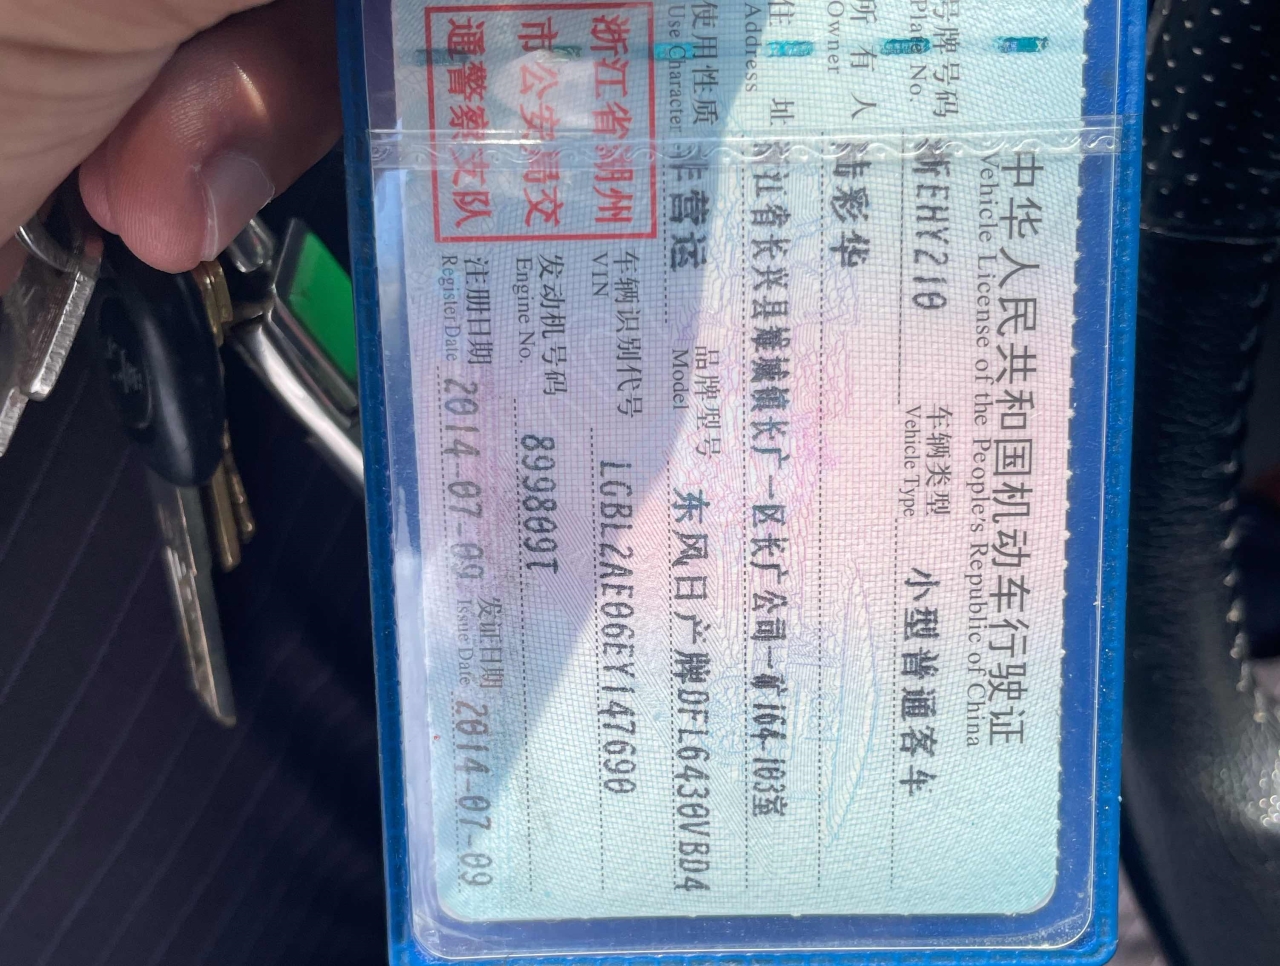 中华人民共和国机动车行驶证
Vehicle License of the People's Republic of China
号牌号码 浙EHY210 车辆类型 小型普通客车
Plate No. Vehicle Type
所有人 陆彩华
Owner
住址 浙江省长兴县 镇长广一区长广公司一矿164-103室
Address
使用性质 非营运 品牌型号 东风日产牌DFL6430VBD4
Use Character Model
浙江省湖州市公安局交通警察支队
车辆识别代号 LGBL2AE06EY147690
VIN
发动机号码 899809T
Engine No.
注册日期 2014-07-09 发证日期 2014-07-09
Register Date Issue Date